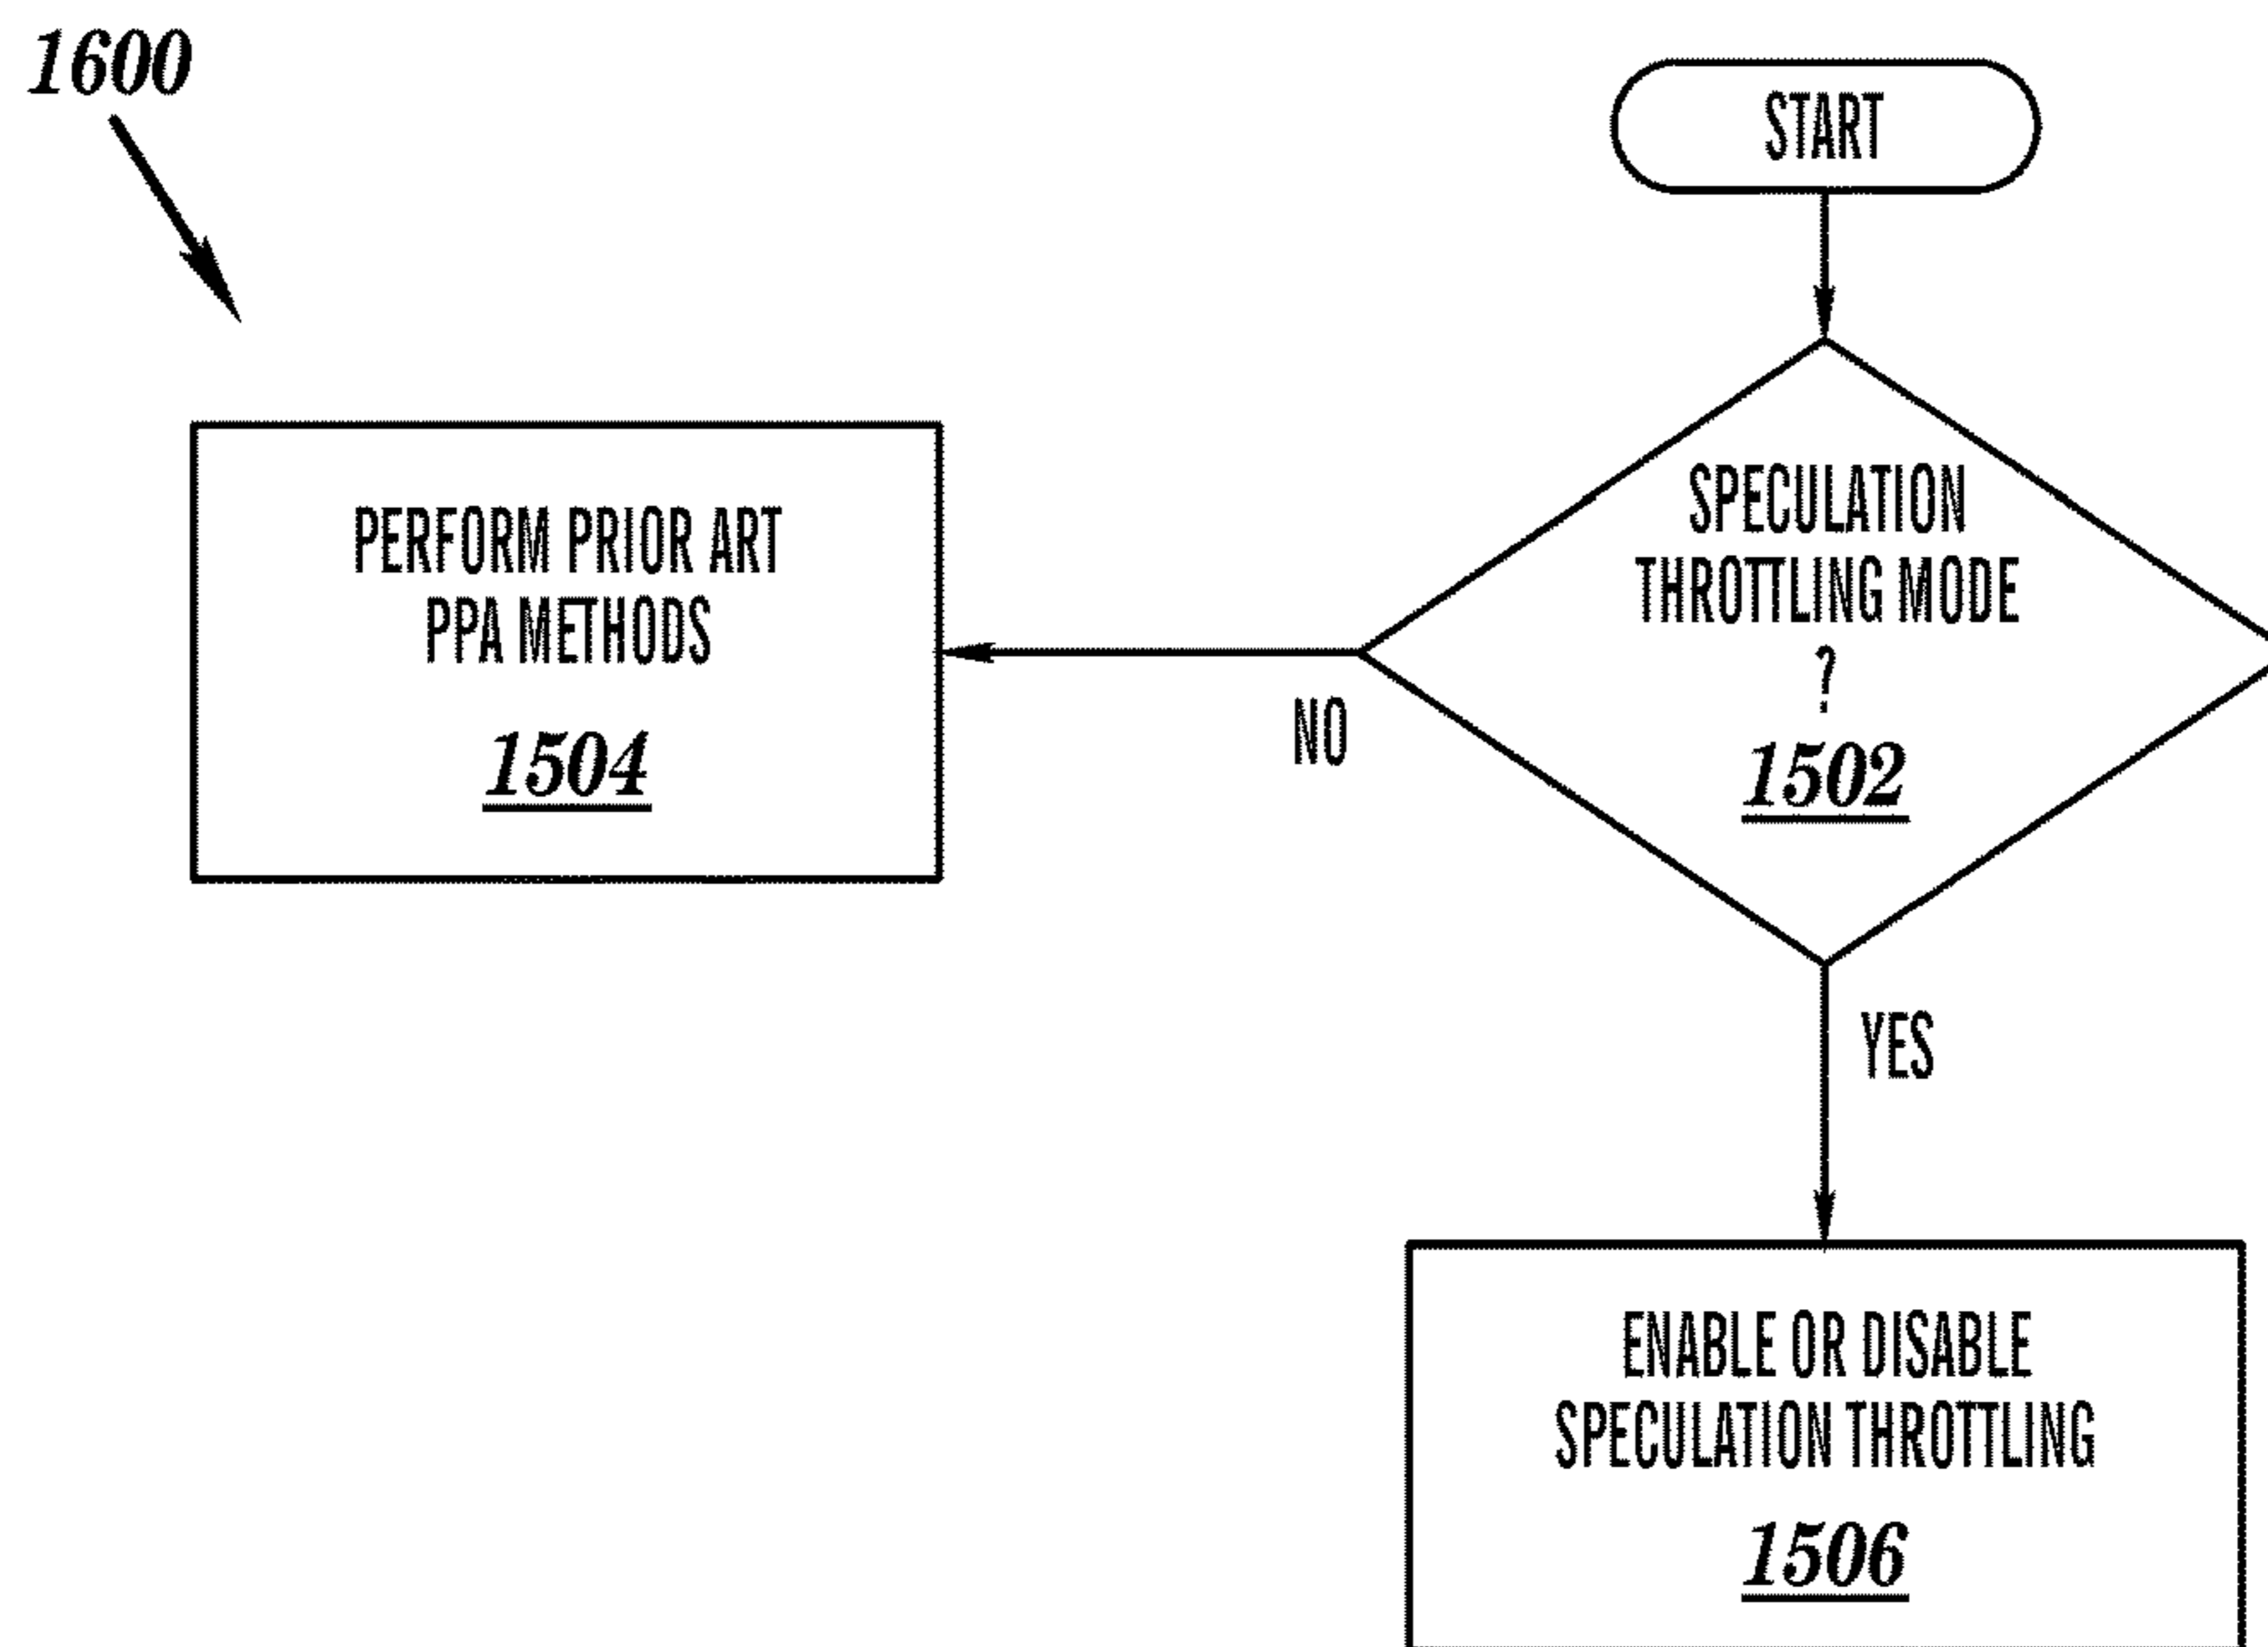 1600
START
SPECULATION
THROTTLING MODE
?
1502
NO
PERFORM PRIOR ART
PPA METHODS
1504
YES
ENABLE OR DISABLE
SPECULATION THROTTLING
1506